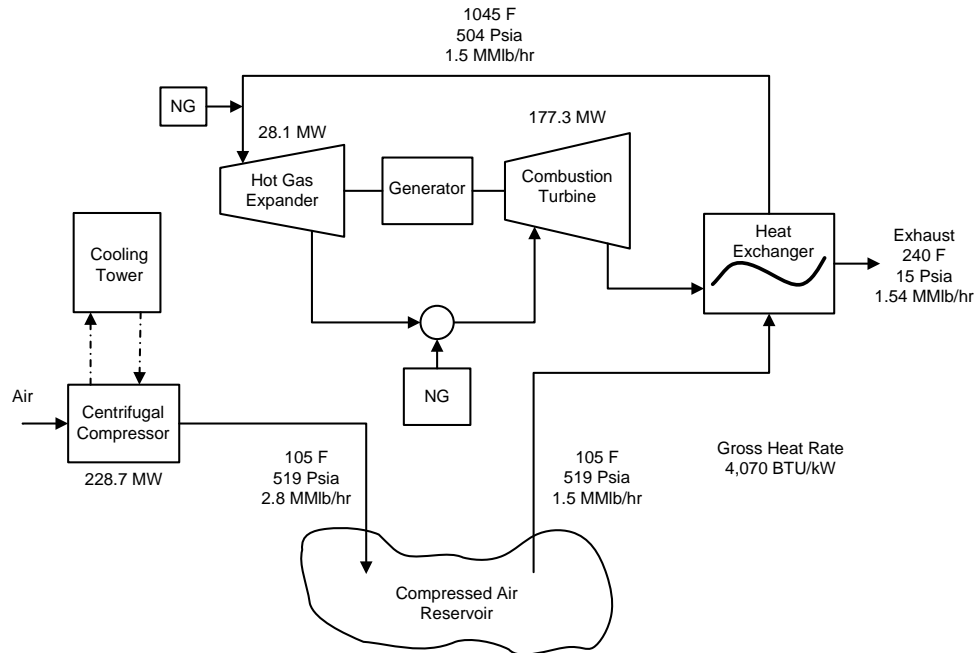 1045 F
504 Psia
1.5 MMlb/hr
NG
28.1 MW
177.3 MW
Hot Gas
Expander
Generator
Combustion
Turbine
Heat
Exchanger
Exhaust
240 F
15 Psia
1.54 MMlb/hr
Cooling
Tower
NG
Air
Centrifugal
Compressor
228.7 MW
105 F
519 Psia
2.8 MMlb/hr
105 F
519 Psia
1.5 MMlb/hr
Gross Heat Rate
4,070 BTU/kW
Compressed Air
Reservoir